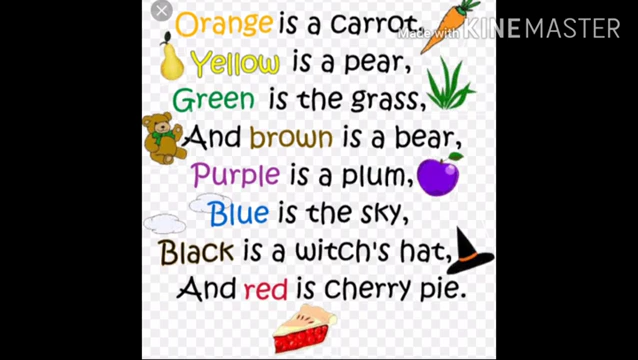 Orange is a carrot,
Made with KINEMASTER
Yellow is a pear,
Green is the grass,
And brown is a bear,
Purple is a plum,
Blue is the sky,
Black is a witch's hat,
And red is cherry pie.